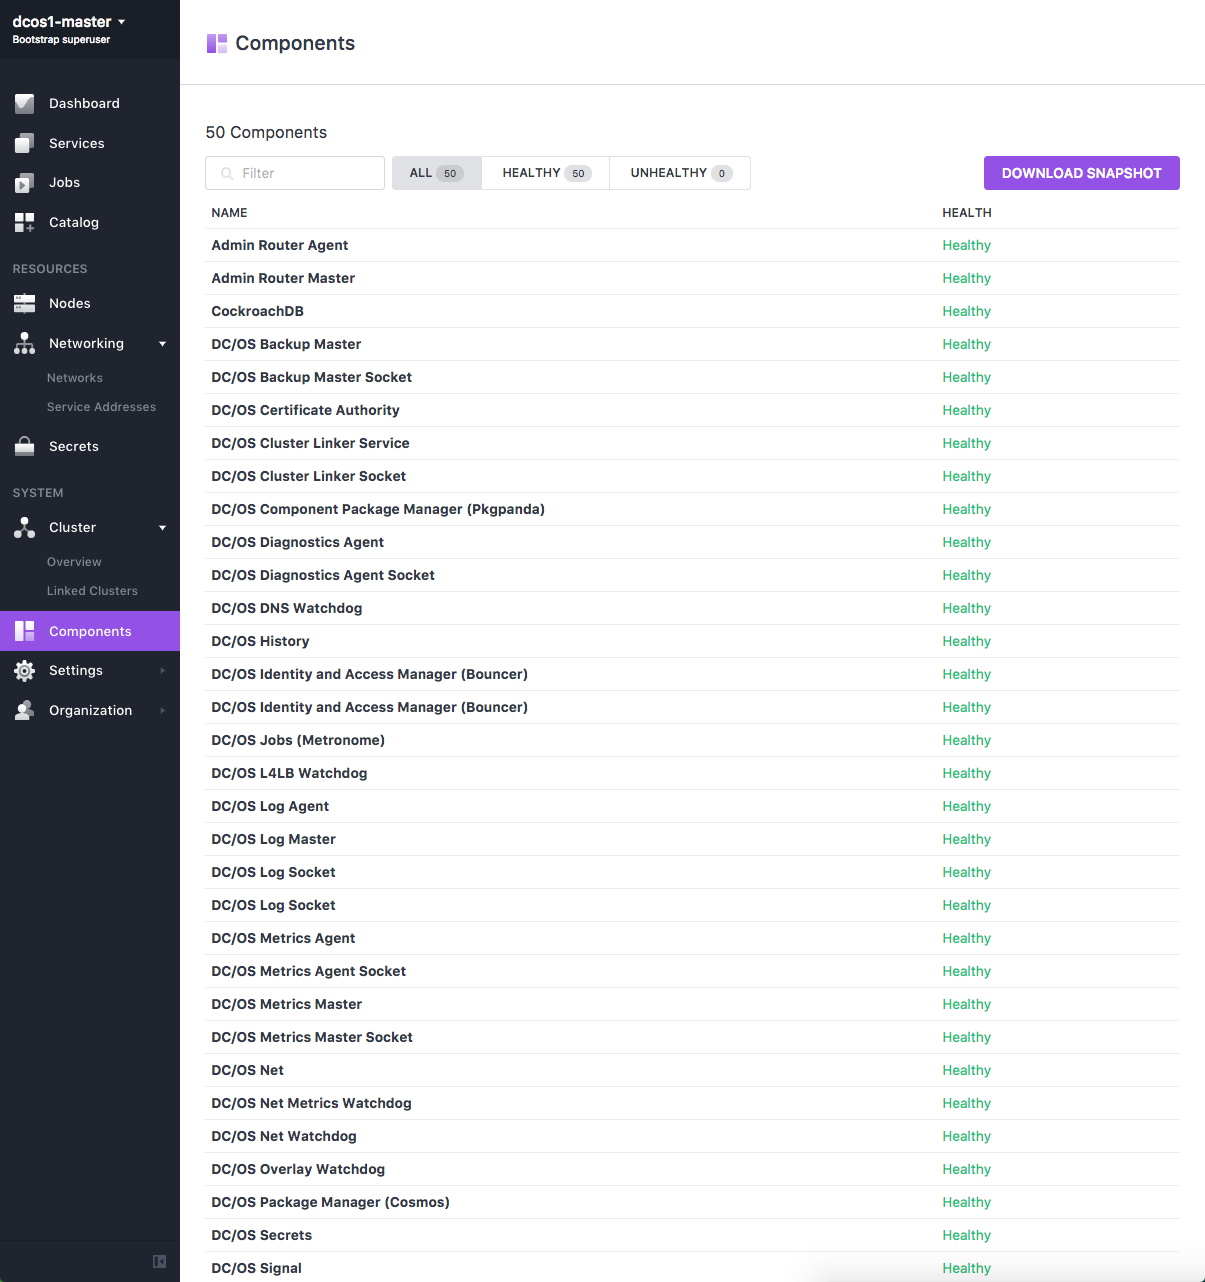 dcos1-master
Bootstrap superuser
Dashboard
Services
Jobs
Catalog
RESOURCES
Nodes
Networking
Networks
Service Addresses
Secrets
SYSTEM
Cluster
Overview
Linked Clusters
Components
Settings
Organization
Components
50 Components
Filter
ALL 50
HEALTHY 50
UNHEALTHY 0
DOWNLOAD SNAPSHOT
NAME HEALTH
Admin Router Agent Healthy
Admin Router Master Healthy
CockroachDB Healthy
DC/OS Backup Master Healthy
DC/OS Backup Master Socket Healthy
DC/OS Certificate Authority Healthy
DC/OS Cluster Linker Service Healthy
DC/OS Cluster Linker Socket Healthy
DC/OS Component Package Manager (Pkgpanda) Healthy
DC/OS Diagnostics Agent Healthy
DC/OS Diagnostics Agent Socket Healthy
DC/OS DNS Watchdog Healthy
DC/OS History Healthy
DC/OS Identity and Access Manager (Bouncer) Healthy
DC/OS Identity and Access Manager (Bouncer) Healthy
DC/OS Jobs (Metronome) Healthy
DC/OS L4LB Watchdog Healthy
DC/OS Log Agent Healthy
DC/OS Log Master Healthy
DC/OS Log Socket Healthy
DC/OS Log Socket Healthy
DC/OS Metrics Agent Healthy
DC/OS Metrics Agent Socket Healthy
DC/OS Metrics Master Healthy
DC/OS Metrics Master Socket Healthy
DC/OS Net Healthy
DC/OS Net Metrics Watchdog Healthy
DC/OS Net Watchdog Healthy
DC/OS Overlay Watchdog Healthy
DC/OS Package Manager (Cosmos) Healthy
DC/OS Secrets Healthy
DC/OS Signal Healthy